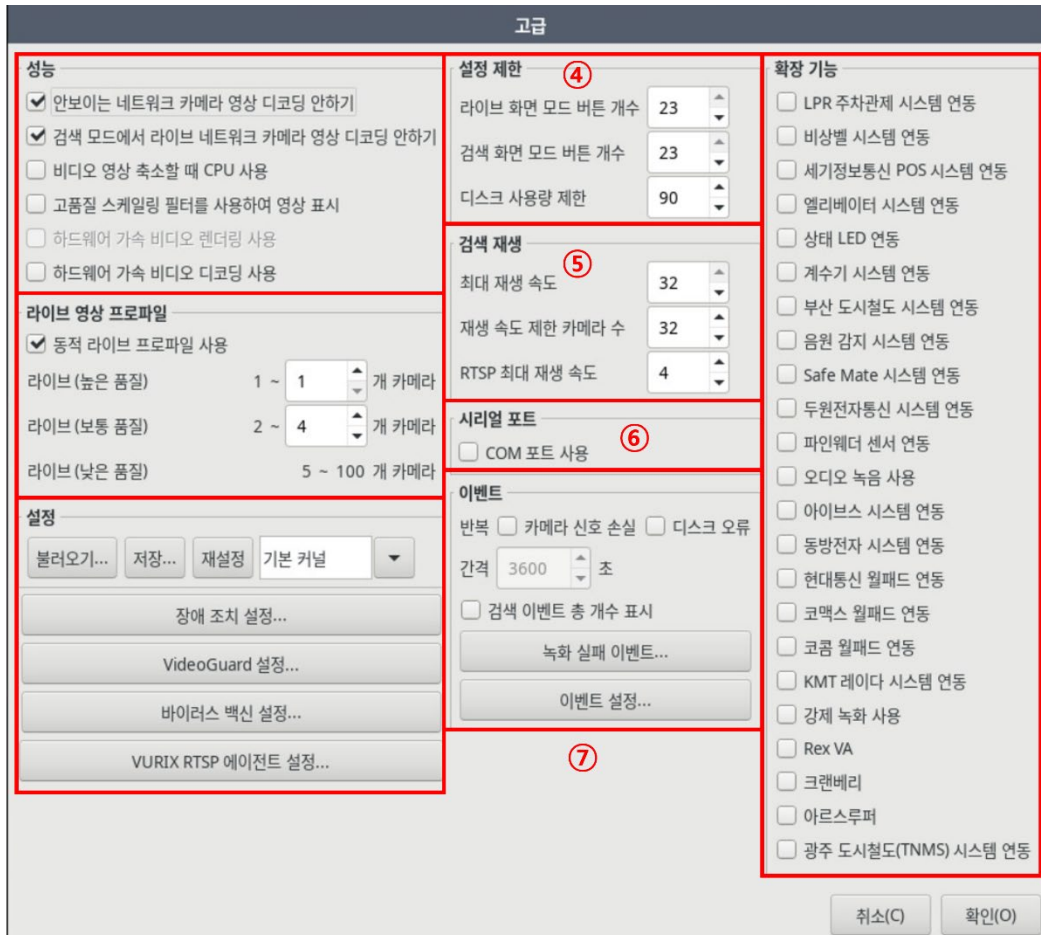 고급
성능
안보이는 네트워크 카메라 영상 디코딩 안하기
검색 모드에서 라이브 네트워크 카메라 영상 디코딩 안하기
비디오 영상 축소할 때 CPU 사용
고품질 스케일링 필터를 사용하여 영상 표시
하드웨어 가속 비디오 렌더링 사용
하드웨어 가속 비디오 디코딩 사용
라이브 영상 프로파일
동적 라이브 프로파일 사용
라이브 (높은 품질) 1 ~ 1 개 카메라
라이브 (보통 품질) 2 ~ 4 개 카메라
라이브 (낮은 품질) 5 ~ 100 개 카메라
설정
불러오기... 저장... 재설정 기본 커널
장애 조치 설정...
VideoGuard 설정...
바이러스 백신 설정...
VURIX RTSP 에이전트 설정...
설정 제한 ④
라이브 화면 모드 버튼 개수 23
검색 화면 모드 버튼 개수 23
디스크 사용량 제한 90
검색 재생
⑤
최대 재생 속도 32
재생 속도 제한 카메라 수 32
RTSP 최대 재생 속도 4
시리얼 포트
⑥
COM 포트 사용
이벤트
반복 카메라 신호 손실 디스크 오류
간격 3600 초
검색 이벤트 총 개수 표시
녹화 실패 이벤트...
이벤트 설정...
⑦
확장 기능
LPR 주차관제 시스템 연동
비상벨 시스템 연동
세기정보통신 POS 시스템 연동
엘리베이터 시스템 연동
상태 LED 연동
계수기 시스템 연동
부산 도시철도 시스템 연동
음원 감지 시스템 연동
Safe Mate 시스템 연동
두원전자통신 시스템 연동
파인웨더 센서 연동
오디오 녹음 사용
아이브스 시스템 연동
동방전자 시스템 연동
현대통신 월패드 연동
코맥스 월패드 연동
코콤 월패드 연동
KMT 레이다 시스템 연동
강제 녹화 사용
Rex VA
크랜베리
아르스루퍼
광주 도시철도(TNMS) 시스템 연동
취소(C) 확인(O)